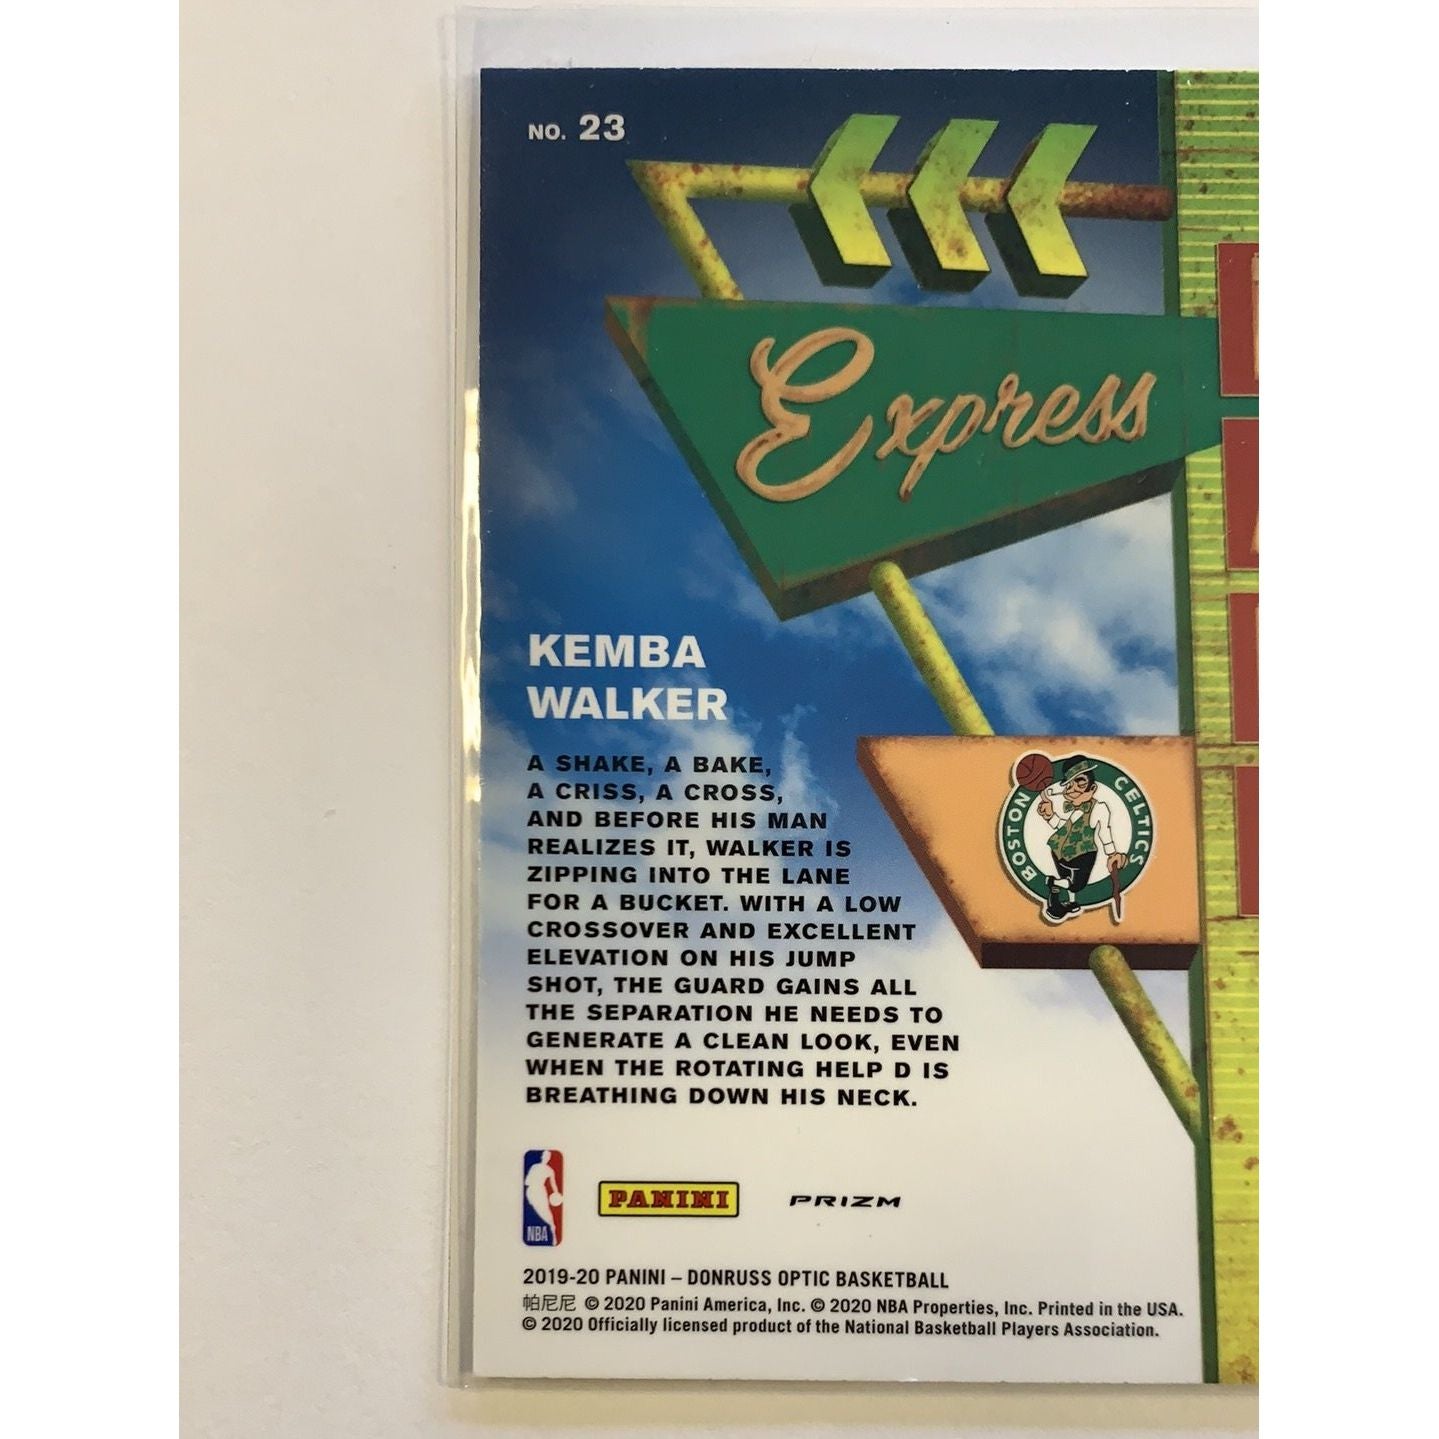 NO. 23
Express
KEMBA
WALKER
A SHAKE, A BAKE,
A CRISS, A CROSS,
AND BEFORE HIS MAN
REALIZES IT, WALKER IS
ZIPPING INTO THE LANE
FOR A BUCKET. WITH A LOW
CROSSOVER AND EXCELLENT
ELEVATION ON HIS JUMP
SHOT, THE GUARD GAINS ALL
THE SEPARATION HE NEEDS TO
GENERATE A CLEAN LOOK, EVEN
WHEN THE ROTATING HELP D IS
BREATHING DOWN HIS NECK.
BOSTON CELTICS
NBA
PANINI
PRIZM
2019-20 PANINI – DONRUSS OPTIC BASKETBALL
帕尼尼 © 2020 Panini America, Inc. © 2020 NBA Properties, Inc. Printed in the USA.
© 2020 Officially licensed product of the National Basketball Players Association.